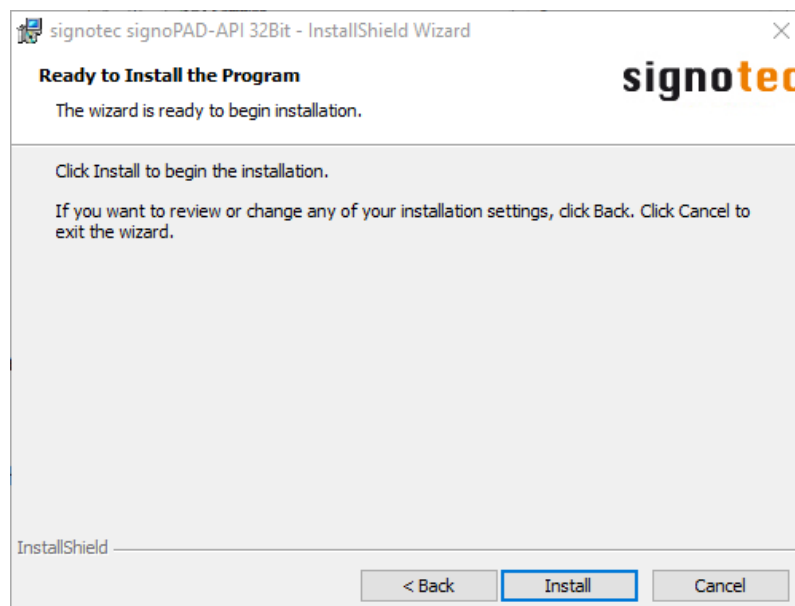 signotec signoPAD-API 32Bit - InstallShield Wizard
Ready to Install the Program
signotec
The wizard is ready to begin installation.
Click Install to begin the installation.
If you want to review or change any of your installation settings, click Back. Click Cancel to
exit the wizard.
InstallShield
< Back
Install
Cancel